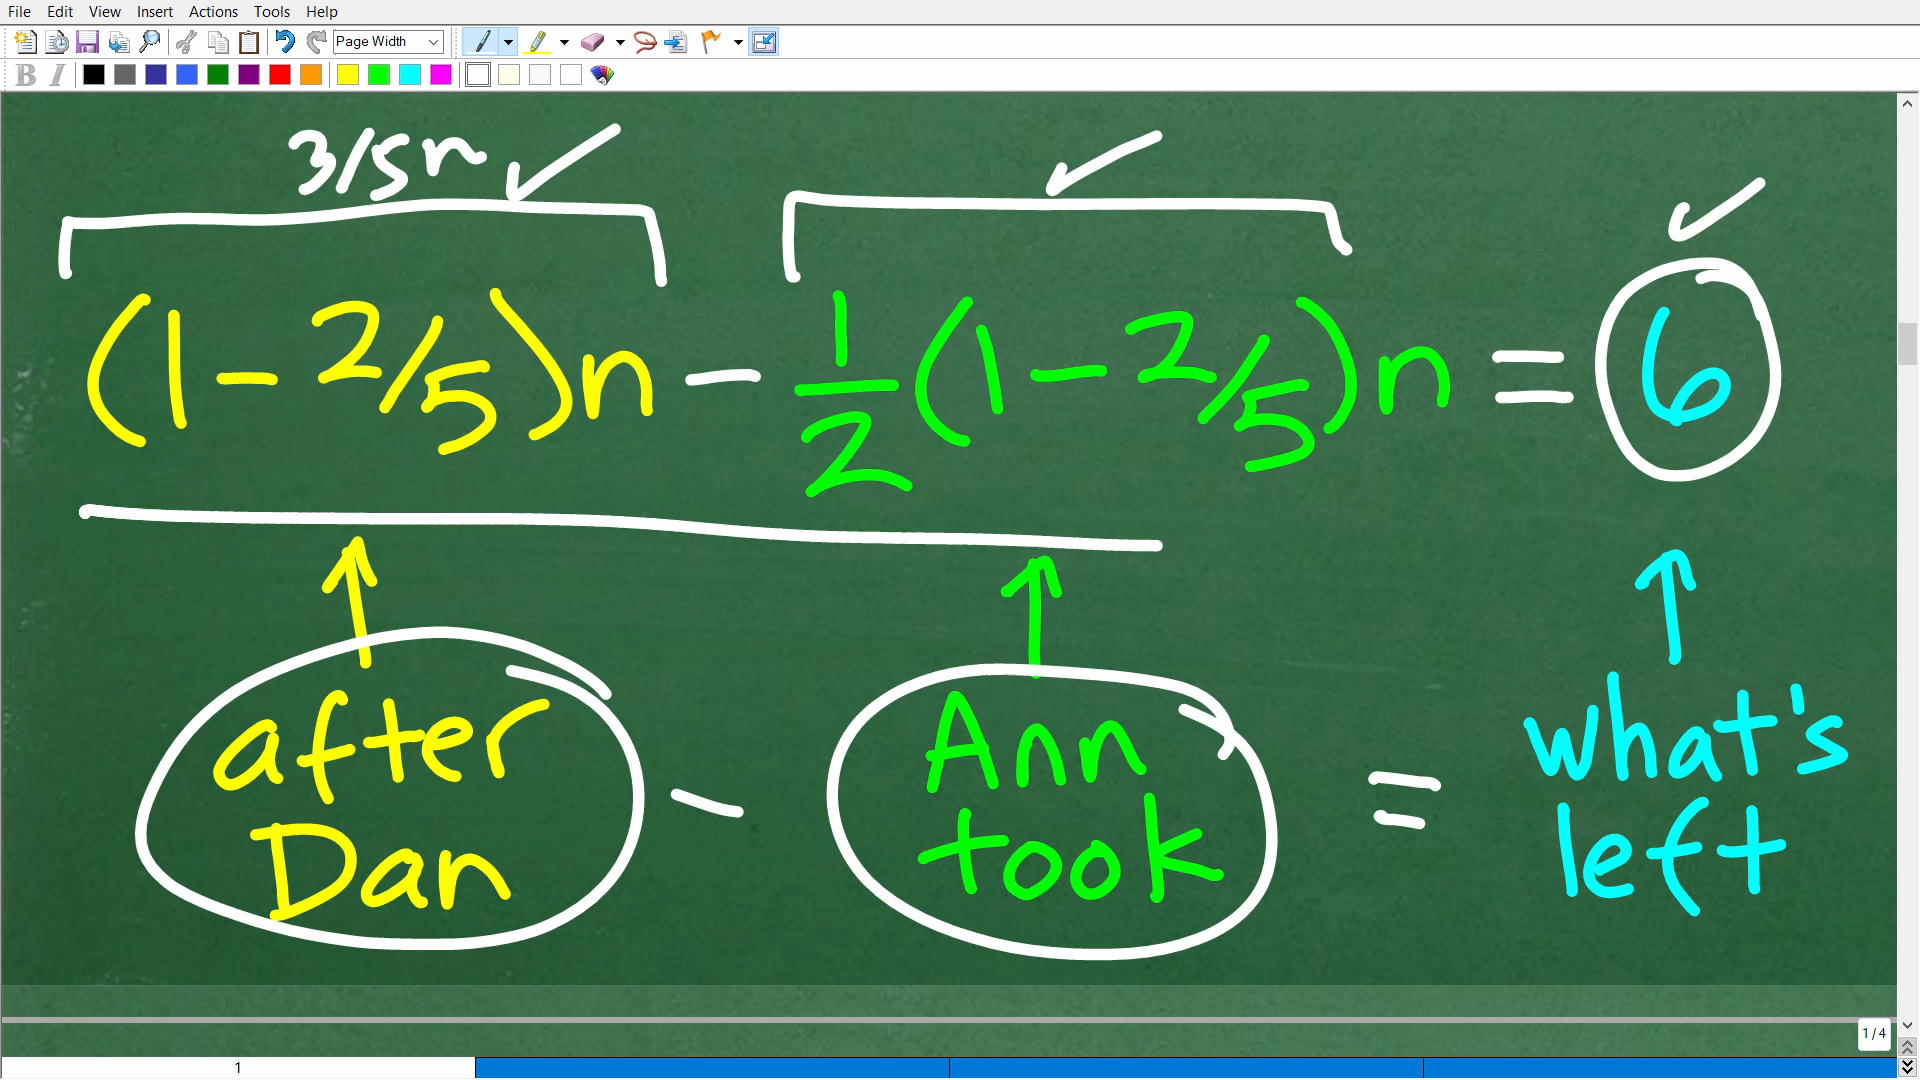 File Edit View Insert Actions Tools Help
Page Width
B I
3/5n
(1 - 2/5)n - 1/2 (1 - 2/5)n = 6
after Dan - Ann took = what's left
1 / 4
1